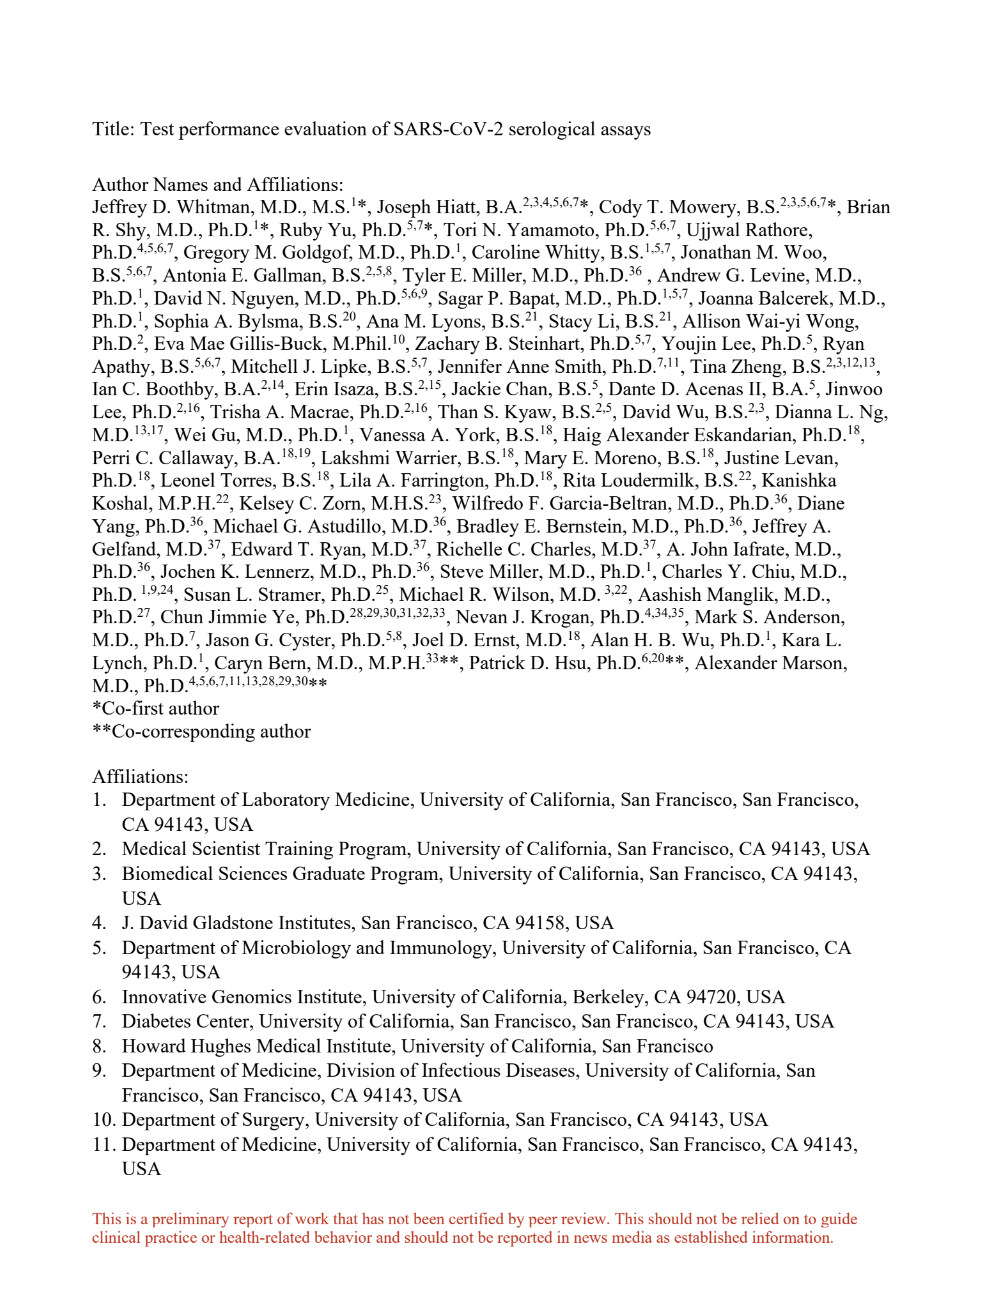 Title: Test performance evaluation of SARS-CoV-2 serological assays
Author Names and Affiliations:
Jeffrey D. Whitman, M.D., M.S.1*, Joseph Hiatt, B.A.2,3,4,5,6,7*, Cody T. Mowery, B.S.2,3,5,6,7*, Brian
R. Shy, M.D., Ph.D.1*, Ruby Yu, Ph.D.5,7*, Tori N. Yamamoto, Ph.D.5,6,7, Ujjwal Rathore,
Ph.D.4,5,6,7, Gregory M. Goldgof, M.D., Ph.D.1, Caroline Whitty, B.S.1,5,7, Jonathan M. Woo,
B.S.5,6,7, Antonia E. Gallman, B.S.2,5,8, Tyler E. Miller, M.D., Ph.D.36 , Andrew G. Levine, M.D.,
Ph.D.1, David N. Nguyen, M.D., Ph.D.5,6,9, Sagar P. Bapat, M.D., Ph.D.1,5,7, Joanna Balcerek, M.D.,
Ph.D.1, Sophia A. Bylsma, B.S.20, Ana M. Lyons, B.S.21, Stacy Li, B.S.21, Allison Wai-yi Wong,
Ph.D.2, Eva Mae Gillis-Buck, M.Phil.10, Zachary B. Steinhart, Ph.D.5,7, Youjin Lee, Ph.D.5, Ryan
Apathy, B.S.5,6,7, Mitchell J. Lipke, B.S.5,7, Jennifer Anne Smith, Ph.D.7,11, Tina Zheng, B.S.2,3,12,13,
Ian C. Boothby, B.A.2,14, Erin Isaza, B.S.2,15, Jackie Chan, B.S.5, Dante D. Acenas II, B.A.5, Jinwoo
Lee, Ph.D.2,16, Trisha A. Macrae, Ph.D.2,16, Than S. Kyaw, B.S.2,5, David Wu, B.S.2,3, Dianna L. Ng,
M.D.13,17, Wei Gu, M.D., Ph.D.1, Vanessa A. York, B.S.18, Haig Alexander Eskandarian, Ph.D.18,
Perri C. Callaway, B.A.18,19, Lakshmi Warrier, B.S.18, Mary E. Moreno, B.S.18, Justine Levan,
Ph.D.18, Leonel Torres, B.S.18, Lila A. Farrington, Ph.D.18, Rita Loudermilk, B.S.22, Kanishka
Koshal, M.P.H.22, Kelsey C. Zorn, M.H.S.23, Wilfredo F. Garcia-Beltran, M.D., Ph.D.36, Diane
Yang, Ph.D.36, Michael G. Astudillo, M.D.36, Bradley E. Bernstein, M.D., Ph.D.36, Jeffrey A.
Gelfand, M.D.37, Edward T. Ryan, M.D.37, Richelle C. Charles, M.D.37, A. John Iafrate, M.D.,
Ph.D.36, Jochen K. Lennerz, M.D., Ph.D.36, Steve Miller, M.D., Ph.D.1, Charles Y. Chiu, M.D.,
Ph.D. 1,9,24, Susan L. Stramer, Ph.D.25, Michael R. Wilson, M.D. 3,22, Aashish Manglik, M.D.,
Ph.D.27, Chun Jimmie Ye, Ph.D.28,29,30,31,32,33, Nevan J. Krogan, Ph.D.4,34,35, Mark S. Anderson,
M.D., Ph.D.7, Jason G. Cyster, Ph.D.5,8, Joel D. Ernst, M.D.18, Alan H. B. Wu, Ph.D.1, Kara L.
Lynch, Ph.D.1, Caryn Bern, M.D., M.P.H.33**, Patrick D. Hsu, Ph.D.6,20**, Alexander Marson,
M.D., Ph.D.4,5,6,7,11,13,28,29,30**
*Co-first author
**Co-corresponding author
Affiliations:
1. Department of Laboratory Medicine, University of California, San Francisco, San Francisco,
CA 94143, USA
2. Medical Scientist Training Program, University of California, San Francisco, CA 94143, USA
3. Biomedical Sciences Graduate Program, University of California, San Francisco, CA 94143,
USA
4. J. David Gladstone Institutes, San Francisco, CA 94158, USA
5. Department of Microbiology and Immunology, University of California, San Francisco, CA
94143, USA
6. Innovative Genomics Institute, University of California, Berkeley, CA 94720, USA
7. Diabetes Center, University of California, San Francisco, San Francisco, CA 94143, USA
8. Howard Hughes Medical Institute, University of California, San Francisco
9. Department of Medicine, Division of Infectious Diseases, University of California, San
Francisco, San Francisco, CA 94143, USA
10. Department of Surgery, University of California, San Francisco, CA 94143, USA
11. Department of Medicine, University of California, San Francisco, San Francisco, CA 94143,
USA
This is a preliminary report of work that has not been certified by peer review. This should not be relied on to guide
clinical practice or health-related behavior and should not be reported in news media as established information.